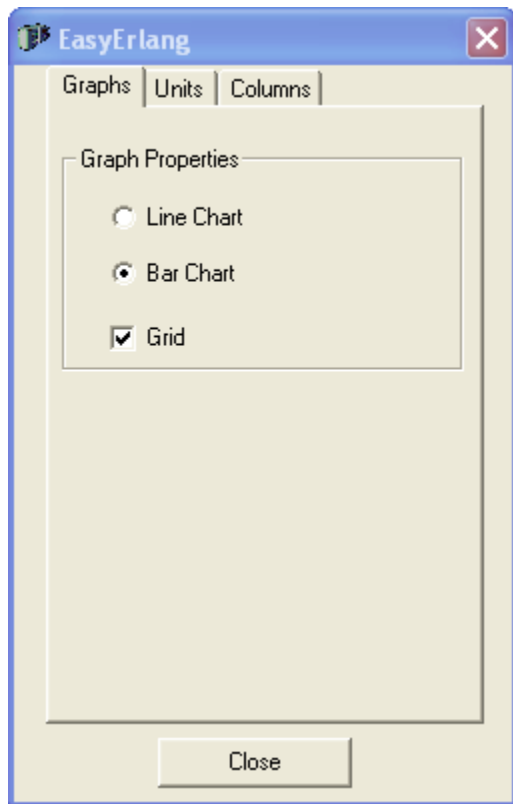 EasyErlang
Graphs Units Columns
Graph Properties
Line Chart
Bar Chart
Grid
Close